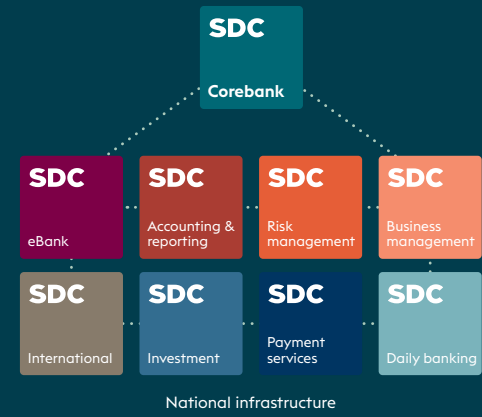 SDC
Corebank
SDC
eBank
SDC
Accounting &
reporting
SDC
Risk
management
SDC
Business
management
SDC
International
SDC
Investment
SDC
Payment
services
SDC
Daily banking
National infrastructure